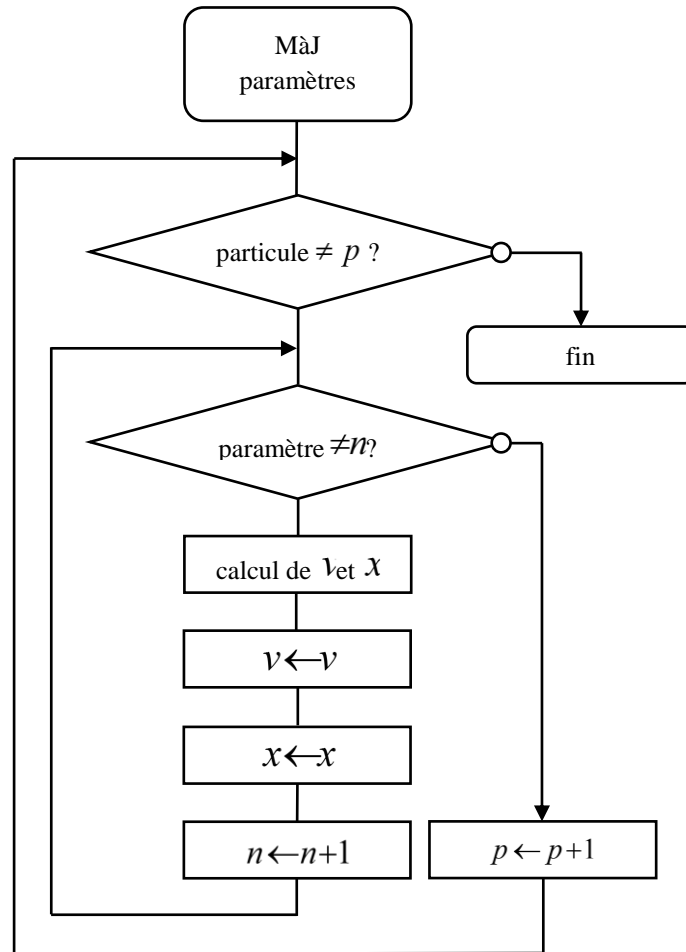 MàJ
paramètres
particule ≠ p ?
fin
paramètre ≠n?
calcul de v et x
v←v
x←x
n←n+1
p←p+1